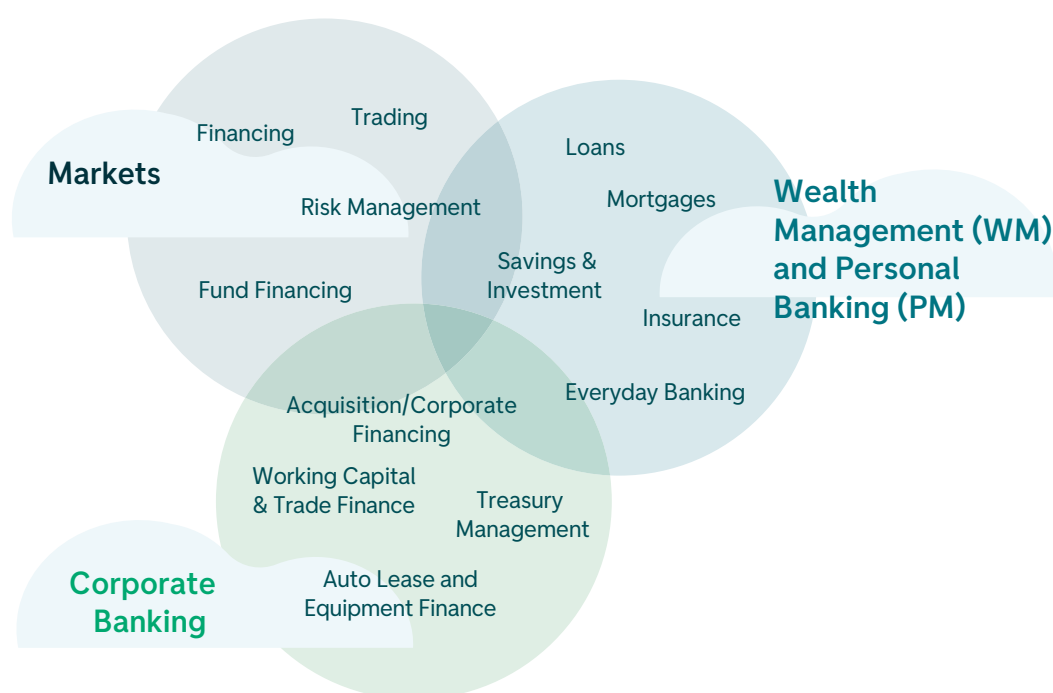 Trading
Financing
Markets
Risk Management
Fund Financing
Loans
Mortgages
Savings &
Investment
Insurance
Everyday Banking
Wealth
Management (WM)
and Personal
Banking (PM)
Acquisition/Corporate
Financing
Working Capital
& Trade Finance
Treasury
Management
Auto Lease and
Equipment Finance
Corporate
Banking